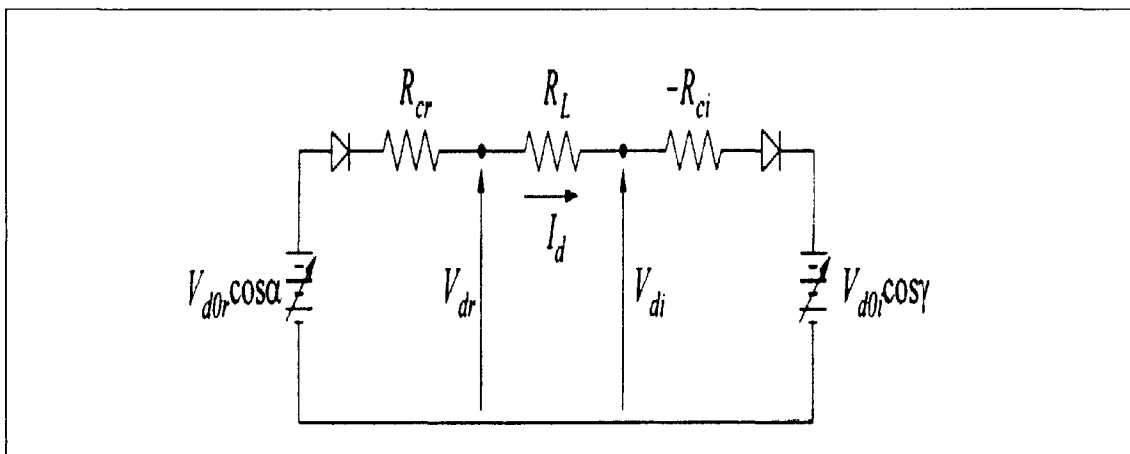 R_cr R_L -R_ci
I_d
V_d0r cosα V_dr V_di V_d0i cosγ